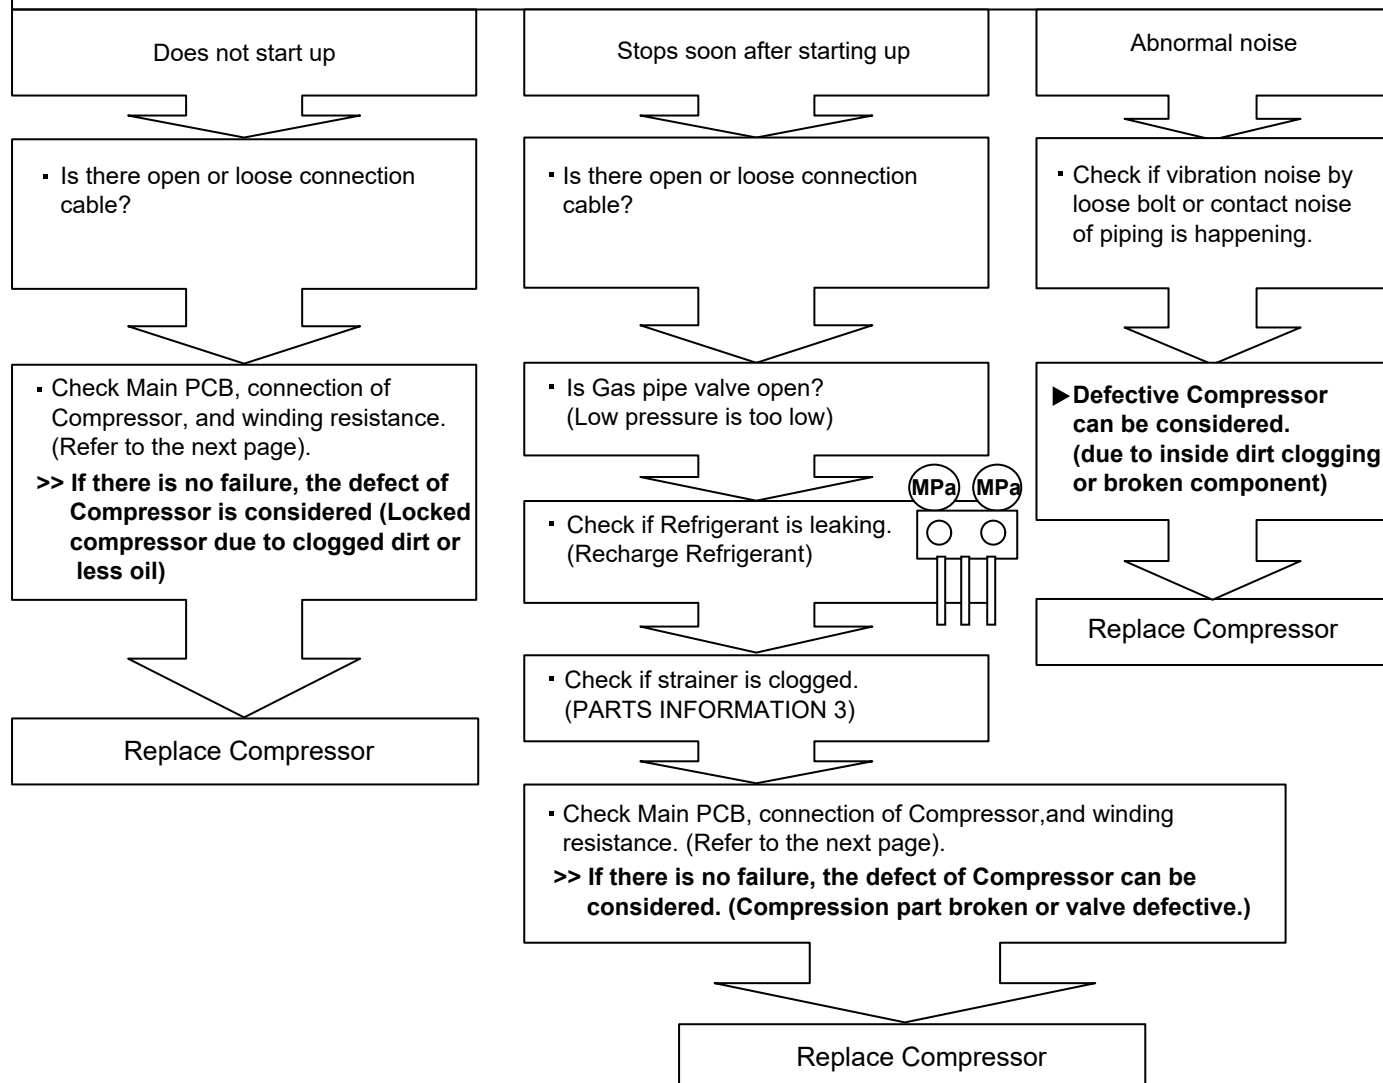 Does not start up
▪ Is there open or loose connection
cable?
▪ Check Main PCB, connection of
Compressor, and winding resistance.
(Refer to the next page).
>> If there is no failure, the defect of
Compressor is considered (Locked
compressor due to clogged dirt or
less oil)
Replace Compressor
Stops soon after starting up
▪ Is there open or loose connection
cable?
▪ Is Gas pipe valve open?
(Low pressure is too low)
▪ Check if Refrigerant is leaking.
(Recharge Refrigerant)
MPa MPa
▪ Check if strainer is clogged.
(PARTS INFORMATION 3)
▪ Check Main PCB, connection of Compressor,and winding
resistance. (Refer to the next page).
>> If there is no failure, the defect of Compressor can be
considered. (Compression part broken or valve defective.)
Replace Compressor
Abnormal noise
▪ Check if vibration noise by
loose bolt or contact noise
of piping is happening.
▶Defective Compressor
can be considered.
(due to inside dirt clogging
or broken component)
Replace Compressor